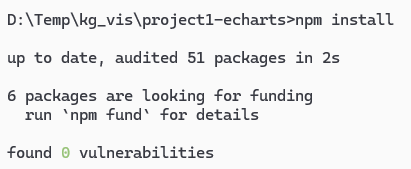 D:\Temp\kg_vis\project1-echarts>npm install
up to date, audited 51 packages in 2s
6 packages are looking for funding
run `npm fund` for details
found 0 vulnerabilities